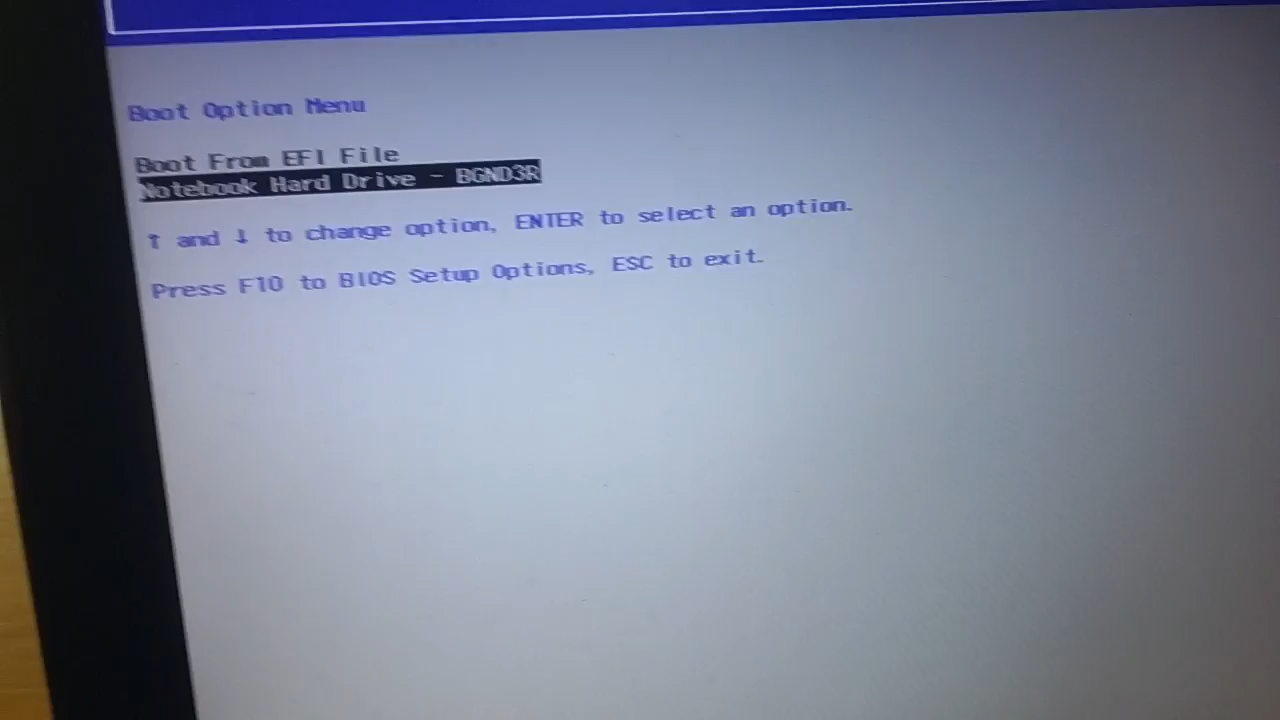 Boot Option Menu
Boot From EFI File
Notebook Hard Drive - BGND3R
↑ and ↓ to change option, ENTER to select an option.
Press F10 to BIOS Setup Options, ESC to exit.